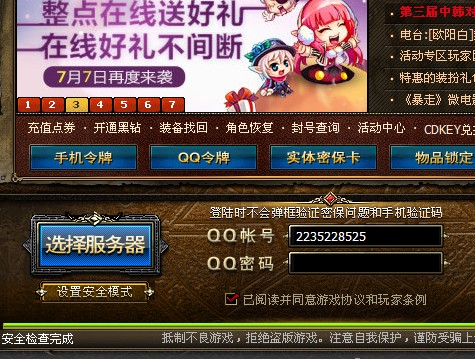 整点在线送好礼
在线好礼不间断
7月7日再度来袭
1 2 3 4 5 6 7
第三届中韩对
电台:[欧阳白]
活动专区玩家
特惠的装扮礼
《暴走》微电
充值点券 · 开通黑钻 · 装备找回 · 角色恢复 · 封号查询 · 活动中心 · CDKEY兑
手机令牌
QQ令牌
实体密保卡
物品锁定
登陆时不会弹框验证密保问题和手机验证码
选择服务器
QQ帐号
2235228525
QQ密码
设置安全模式
已阅读并同意游戏协议和玩家条例
安全检查完成
抵制不良游戏，拒绝盗版游戏。注意自我保护，谨防受骗上